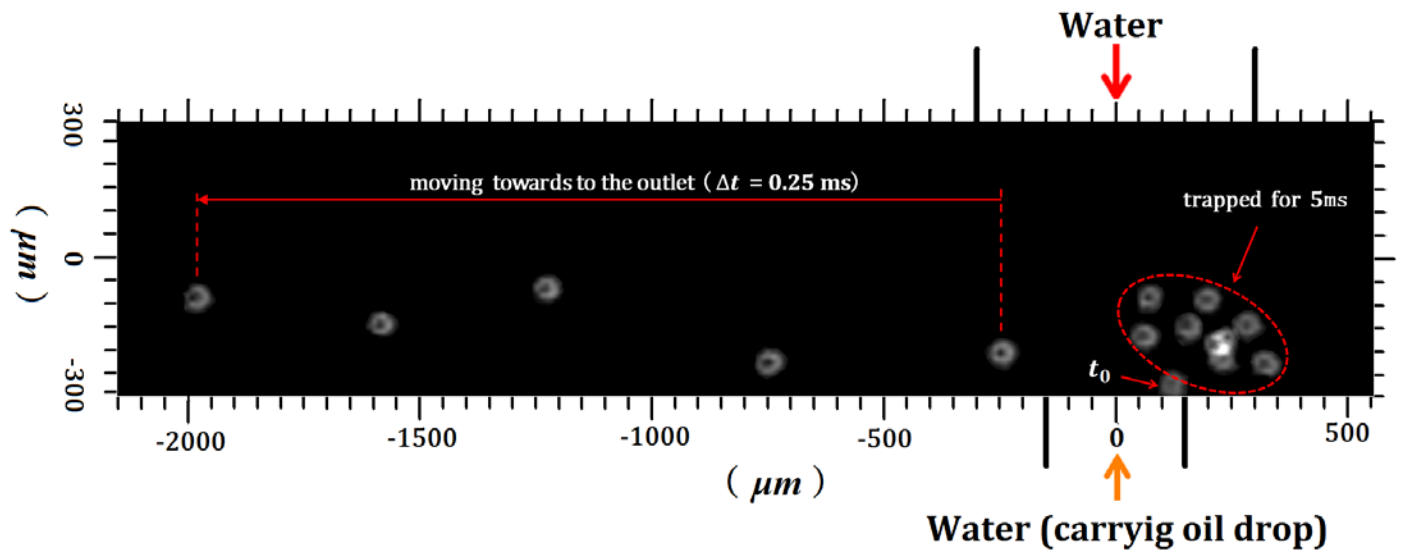 Water
300
0
-300
( μm )
moving towards to the outlet ( Δt = 0.25 ms)
trapped for 5ms
t₀
-2000
-1500
-1000
-500
0
500
( μm )
Water (carryig oil drop)